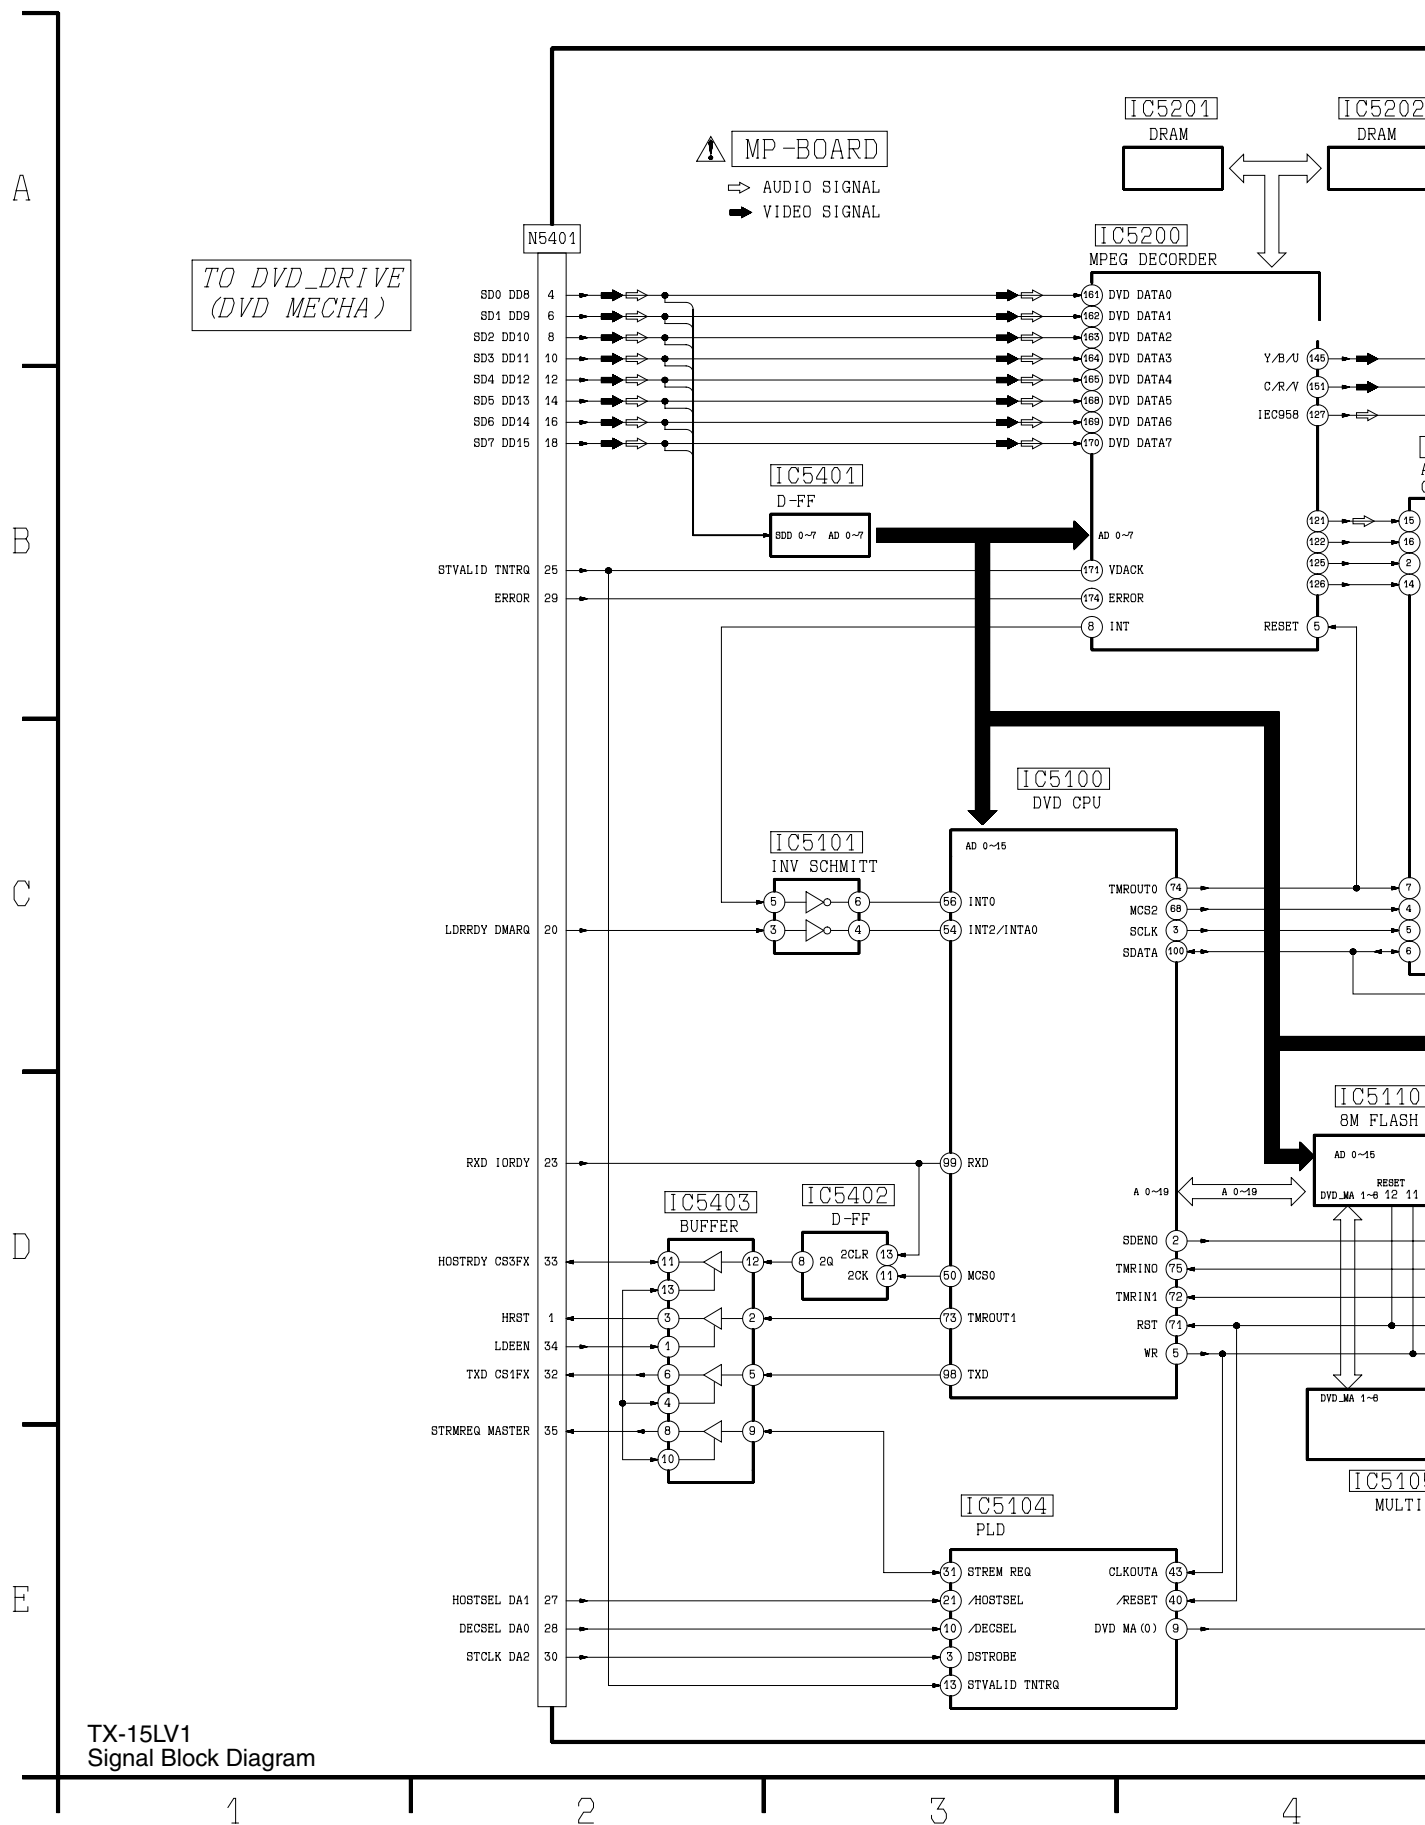 A
B
C
D
E
1
2
3
4
TX-15LV1
Signal Block Diagram
TO DVD_DRIVE
(DVD MECHA)
MP-BOARD
AUDIO SIGNAL
VIDEO SIGNAL
N5401
SD0 DD8 4
SD1 DD9 6
SD2 DD10 8
SD3 DD11 10
SD4 DD12 12
SD5 DD13 14
SD6 DD14 16
SD7 DD15 18
STVALID TNTRQ 25
ERROR 29
LDRRDY DMARQ 20
RXD IORDY 23
HOSTRDY CS3FX 33
HRST 1
LDEEN 34
TXD CS1FX 32
STRMREQ MASTER 35
HOSTSEL DA1 27
DECSEL DA0 28
STCLK DA2 30
IC5201
DRAM
IC5202
DRAM
IC5200
MPEG DECORDER
161 DVD DATA0
162 DVD DATA1
163 DVD DATA2
164 DVD DATA3
165 DVD DATA4
168 DVD DATA5
169 DVD DATA6
170 DVD DATA7
AD 0~7
171 VDACK
174 ERROR
8 INT
Y/B/U 145
C/R/V 151
IEC958 127
121
122
125
126
RESET 5
15
16
2
14
7
4
5
6
IC5401
D-FF
SDD 0~7 AD 0~7
IC5101
INV SCHMITT
5 6
3 4
IC5100
DVD CPU
AD 0~15
56 INT0
54 INT2/INTA0
99 RXD
50 MCS0
73 TMROUT1
98 TXD
TMROUT0 74
MCS2 68
SCLK 3
SDATA 100
A 0~19
A 0~19
SDEN0 2
TMRIN0 75
TMRIN1 72
RST 71
WR 5
IC5110
8M FLASH
AD 0~15
RESET
DVD_MA 1~6 12 11
DVD_MA 1~6
MULTI
IC5403
BUFFER
11 12
13
3 2
1
6 5
4
8 9
10
IC5402
D-FF
8 2Q
2CLR 13
2CK 11
IC5104
PLD
31 STREM REQ
21 /HOSTSEL
10 /DECSEL
3 DSTROBE
13 STVALID TNTRQ
CLKOUTA 43
/RESET 40
DVD MA(0) 9